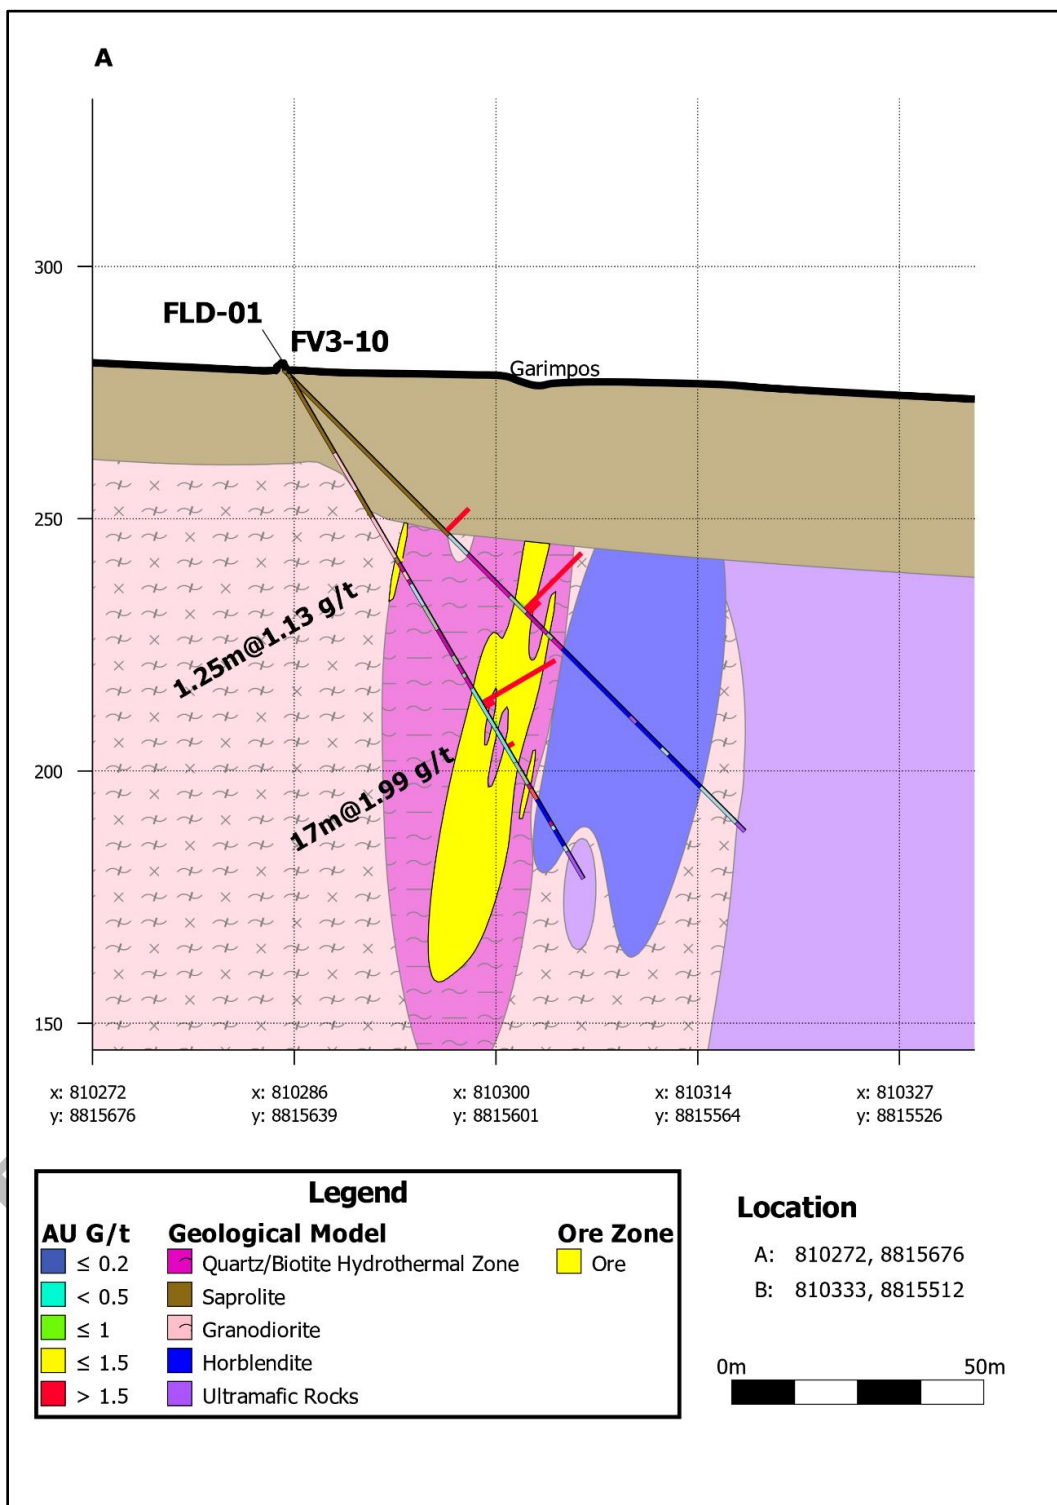 A
300
FLD-01
FV3-10
Garimpos
250
1.25m@1.13 g/t
200
17m@1.99 g/t
150
x: 810272 x: 810286 x: 810300 x: 810314 x: 810327
y: 8815676 y: 8815639 y: 8815601 y: 8815564 y: 8815526
Legend
AU G/t Geological Model Ore Zone
≤ 0.2 Quartz/Biotite Hydrothermal Zone Ore
< 0.5 Saprolite
≤ 1 Granodiorite
≤ 1.5 Horblendite
> 1.5 Ultramafic Rocks
Location
A: 810272, 8815676
B: 810333, 8815512
0m 50m